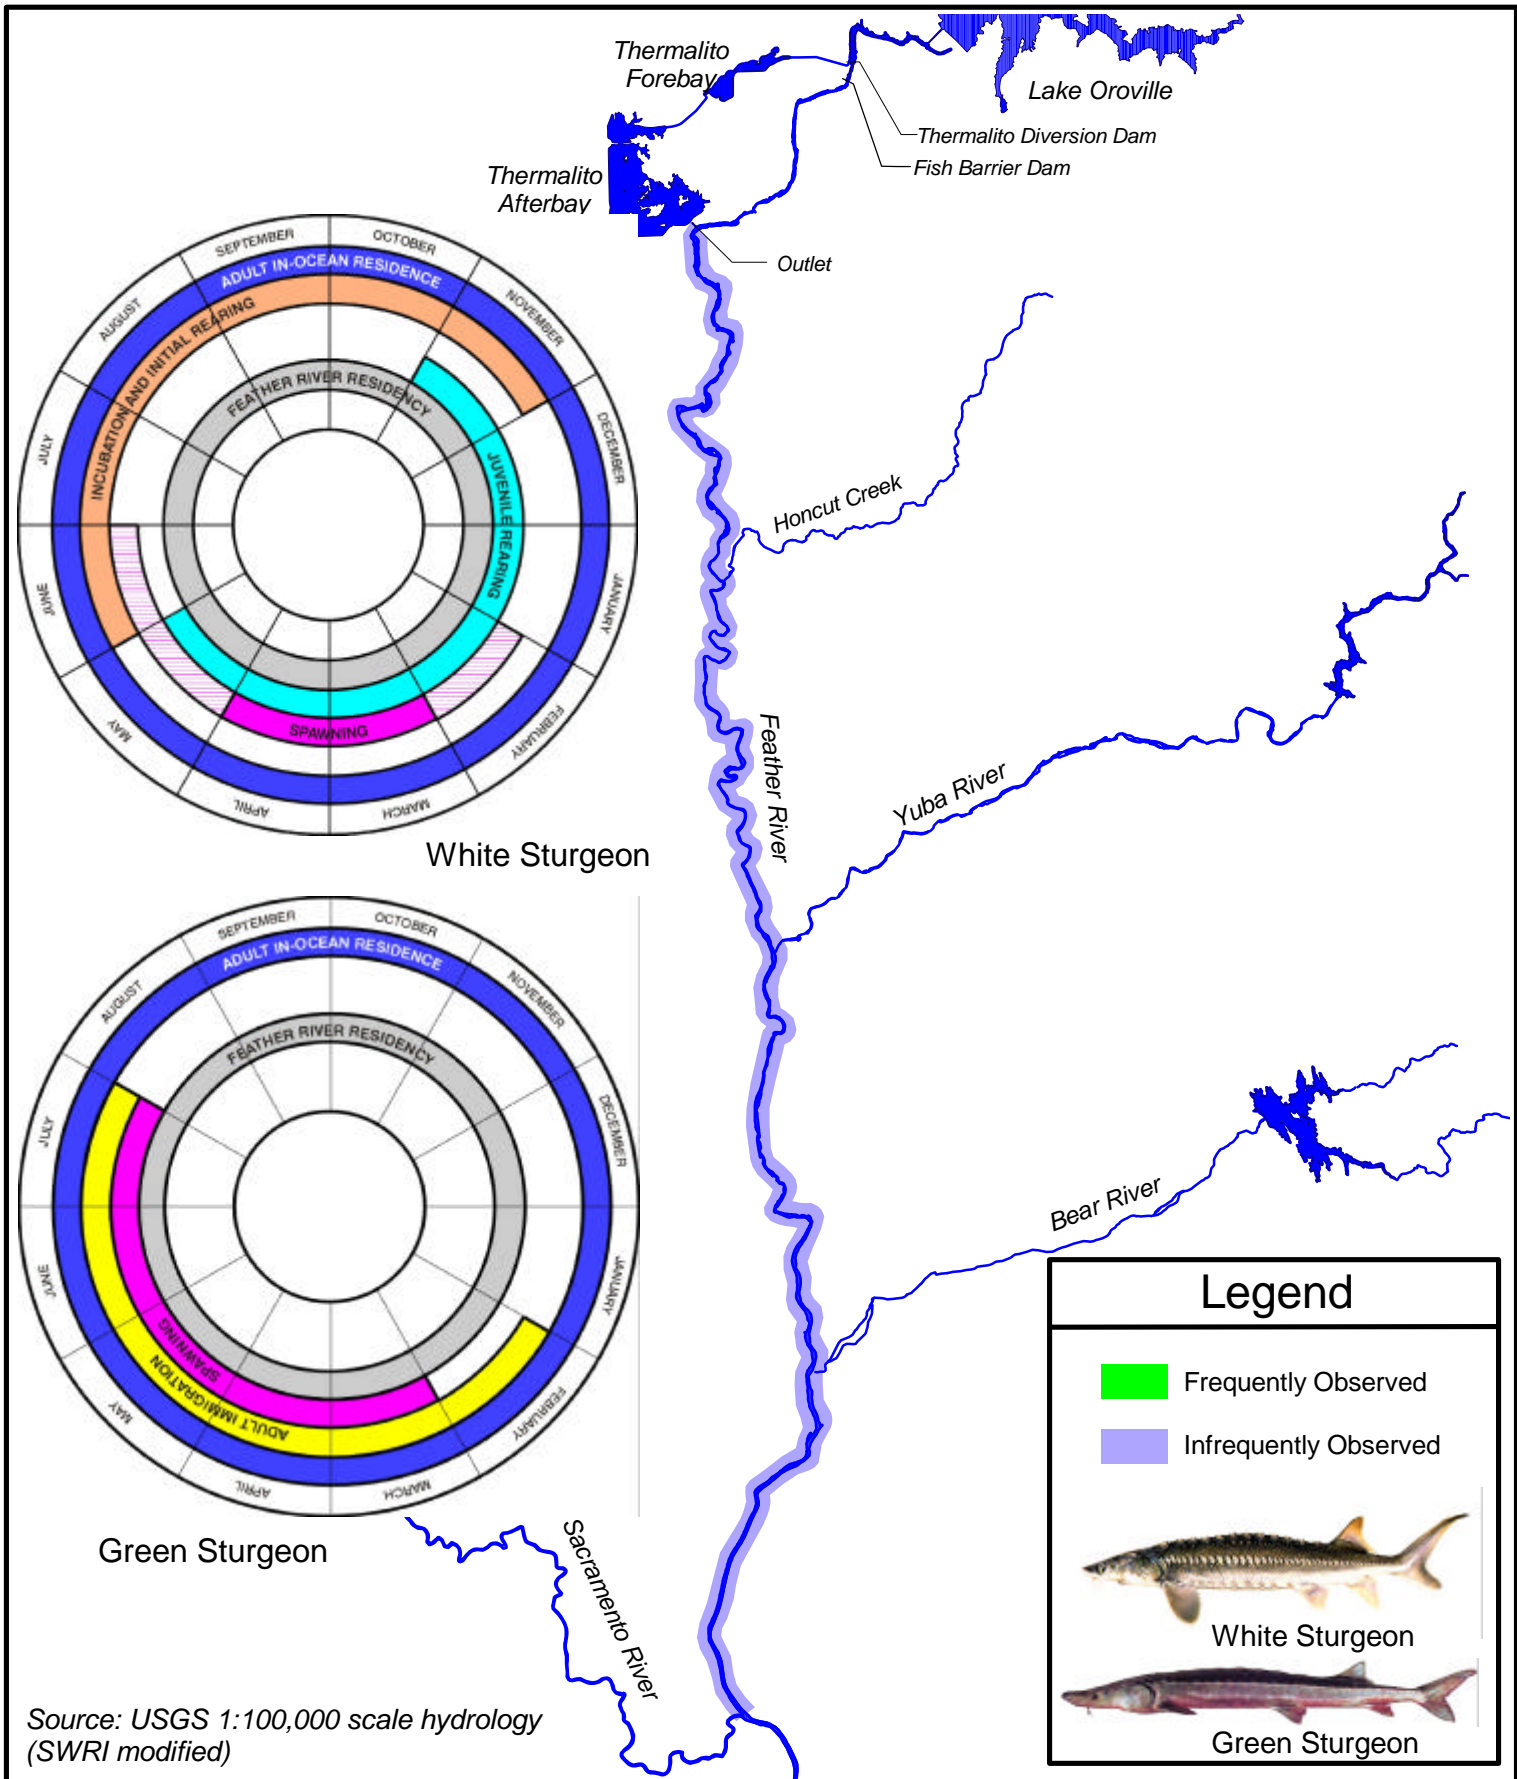 Thermalito
Forebay
Lake Oroville
Thermalito Diversion Dam
Fish Barrier Dam
Thermalito
Afterbay
Outlet
SEPTEMBER
OCTOBER
NOVEMBER
DECEMBER
JANUARY
FEBRUARY
MARCH
APRIL
MAY
JUNE
JULY
AUGUST
ADULT IN-OCEAN RESIDENCE
INCUBATION AND INITIAL REARING
FEATHER RIVER RESIDENCY
JUVENILE REARING
SPAWNING
White Sturgeon
Honcut Creek
Feather River
Yuba River
SEPTEMBER
OCTOBER
NOVEMBER
DECEMBER
JANUARY
FEBRUARY
MARCH
APRIL
MAY
JUNE
JULY
AUGUST
ADULT IN-OCEAN RESIDENCE
FEATHER RIVER RESIDENCY
SPAWNING
ADULT IMMIGRATION
Green Sturgeon
Bear River
Sacramento River
Legend
Frequently Observed
Infrequently Observed
White Sturgeon
Green Sturgeon
Source: USGS 1:100,000 scale hydrology
(SWRI modified)